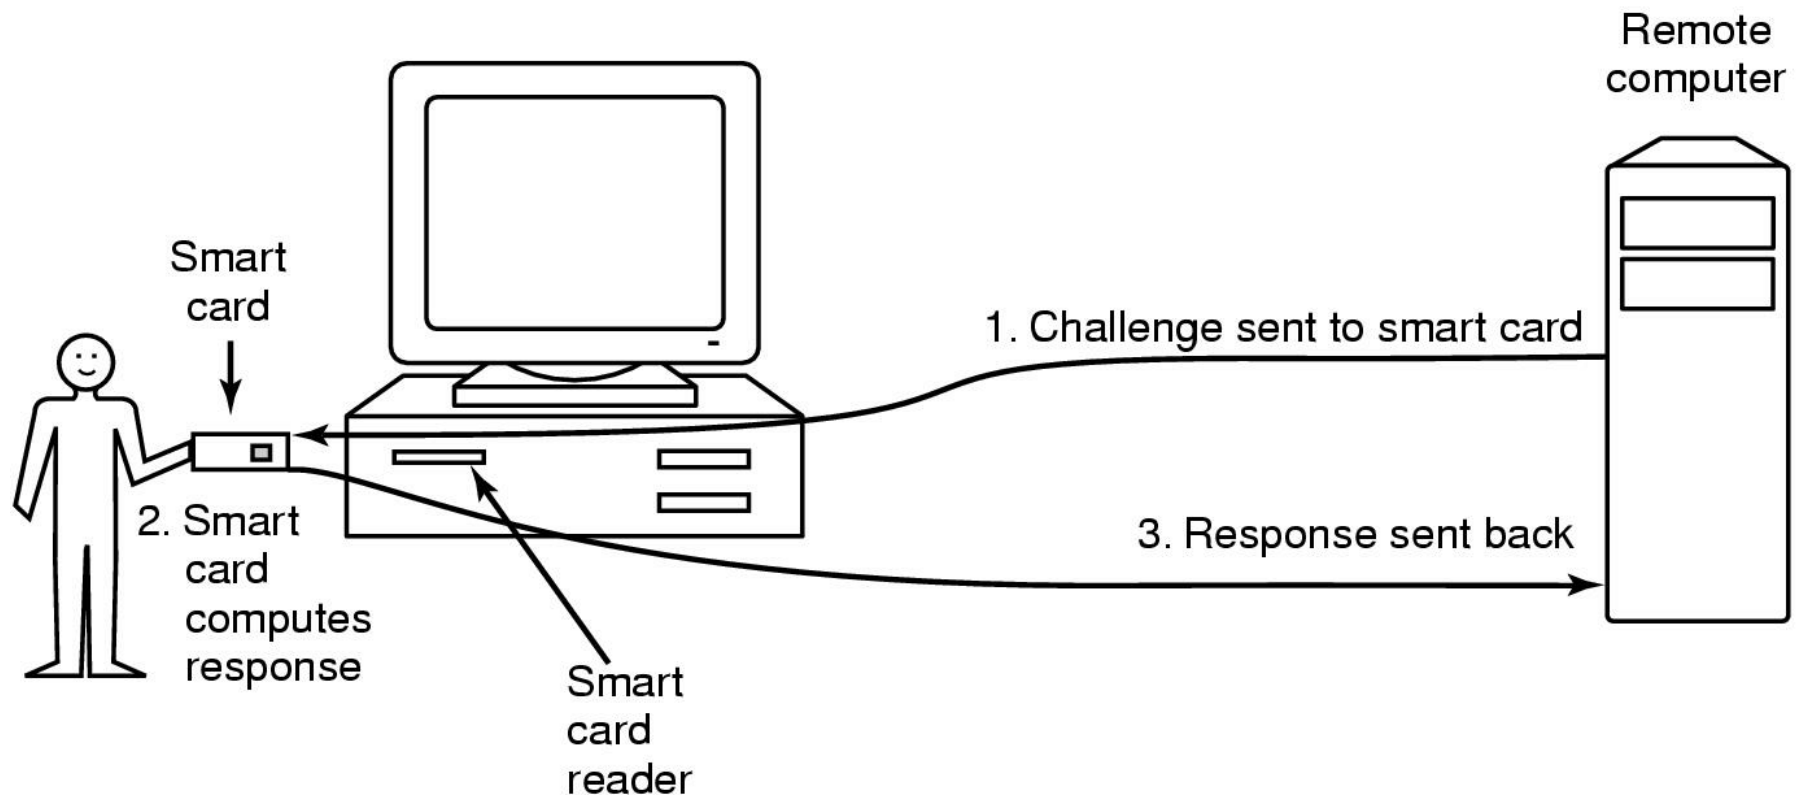 Remote
computer
Smart
card
1. Challenge sent to smart card
2. Smart
card
computes
response
3. Response sent back
Smart
card
reader